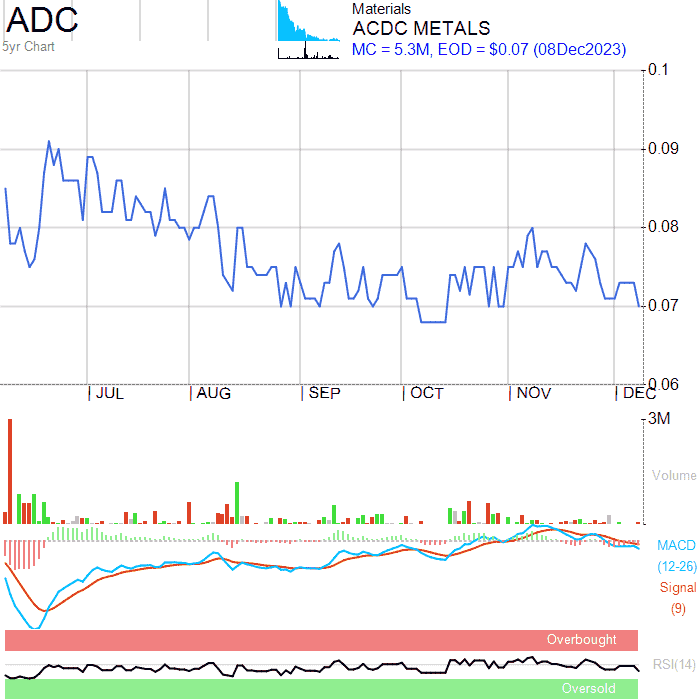 ADC
5yr Chart
Materials
ACDC METALS
MC = 5.3M, EOD = $0.07 (08Dec2023)
0.1
0.09
0.08
0.07
0.06
JUL AUG SEP OCT NOV DEC
3M
Volume
MACD
(12-26)
Signal
(9)
Overbought
RSI(14)
Oversold